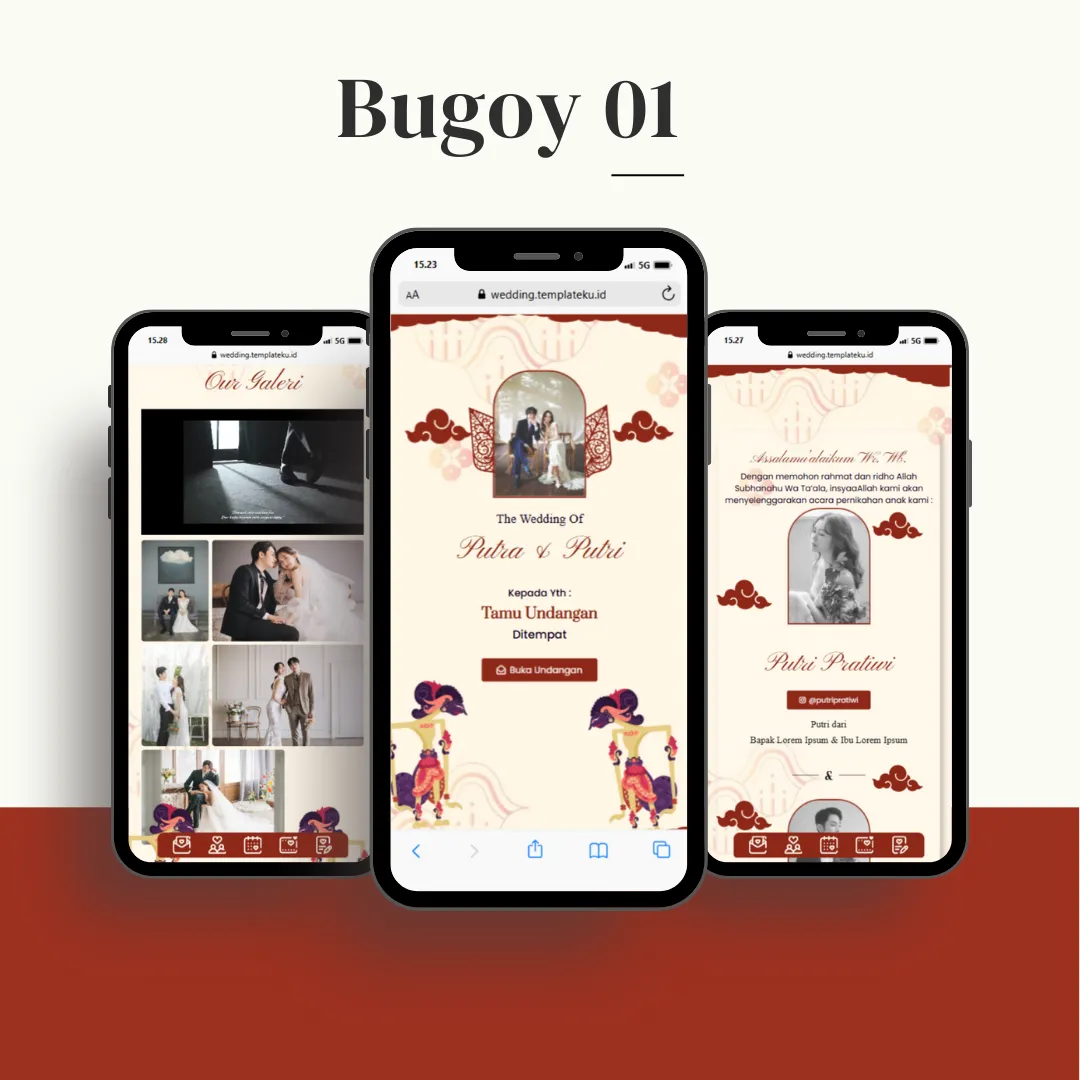 Bugoy 01
15.28
5G
wedding.templateku.id
Our Galeri
15.23
5G
AA
wedding.templateku.id
The Wedding Of
Putra & Putri
Kepada Yth :
Tamu Undangan
Ditempat
Buka Undangan
15.27
5G
wedding.templateku.id
Assalamu'alaikum Wr. Wb.
Dengan memohon rahmat dan ridho Allah
Subhanahu Wa Ta'ala, insyaaAllah kami akan
menyelenggarakan acara pernikahan anak kami :
Putri Pratiwi
@putripratiwi
Putri dari
Bapak Lorem Ipsum & Ibu Lorem Ipsum
&